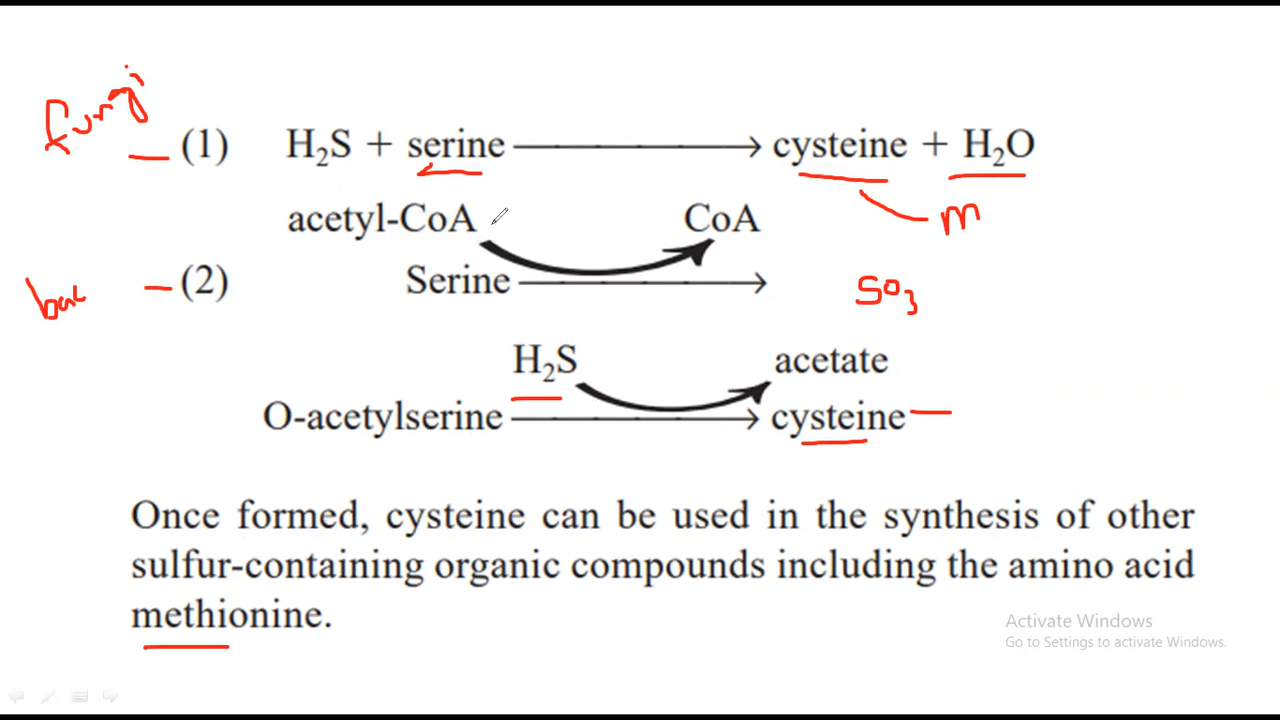 fungi
(1) H₂S + serine → cysteine + H₂O
m
acetyl-CoA CoA
bac (2) Serine →
SO₃
H₂S acetate
O-acetylserine → cysteine
Once formed, cysteine can be used in the synthesis of other
sulfur-containing organic compounds including the amino acid
methionine.
Activate Windows
Go to Settings to activate Windows.